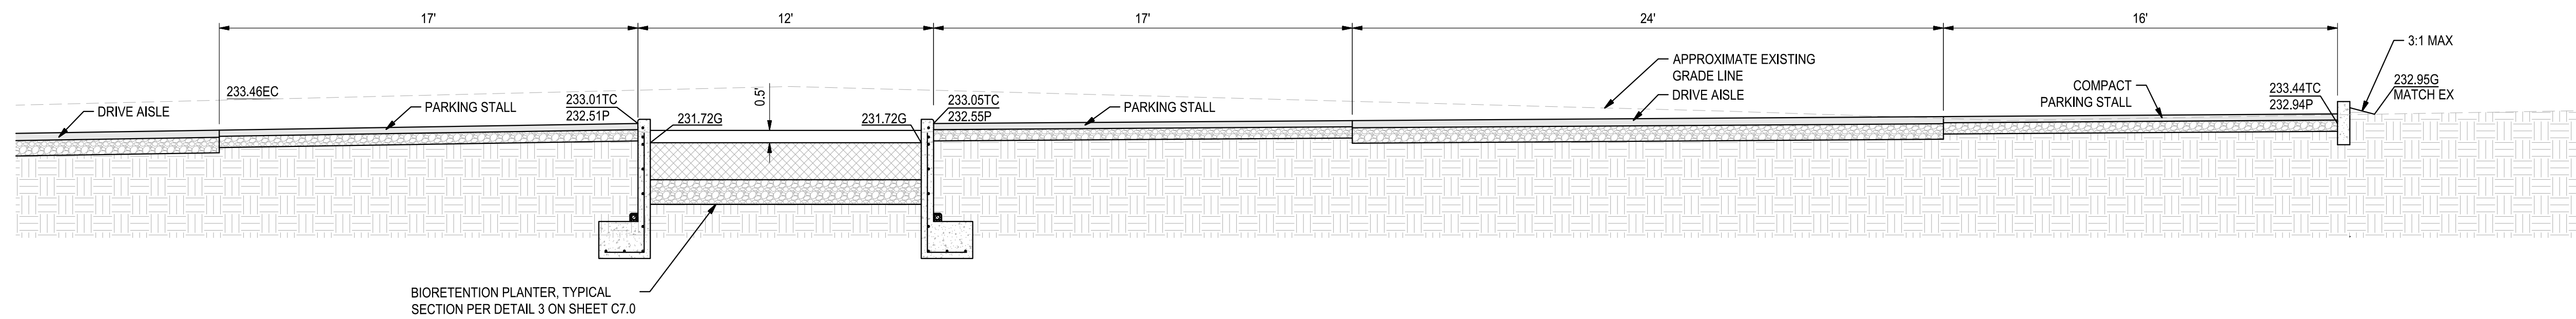 17'
12'
17'
24'
16'
3:1 MAX
APPROXIMATE EXISTING
GRADE LINE
232.95G
MATCH EX
233.46EC
DRIVE AISLE
PARKING STALL
233.01TC
232.51P
231.72G
0.5'
231.72G
233.05TC
232.55P
PARKING STALL
DRIVE AISLE
COMPACT
PARKING STALL
233.44TC
232.94P
BIORETENTION PLANTER, TYPICAL
SECTION PER DETAIL 3 ON SHEET C7.0